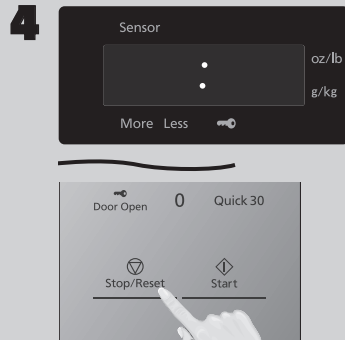 4
Sensor
:
oz/lb
g/kg
More Less
Door Open 0 Quick 30
Stop/Reset Start